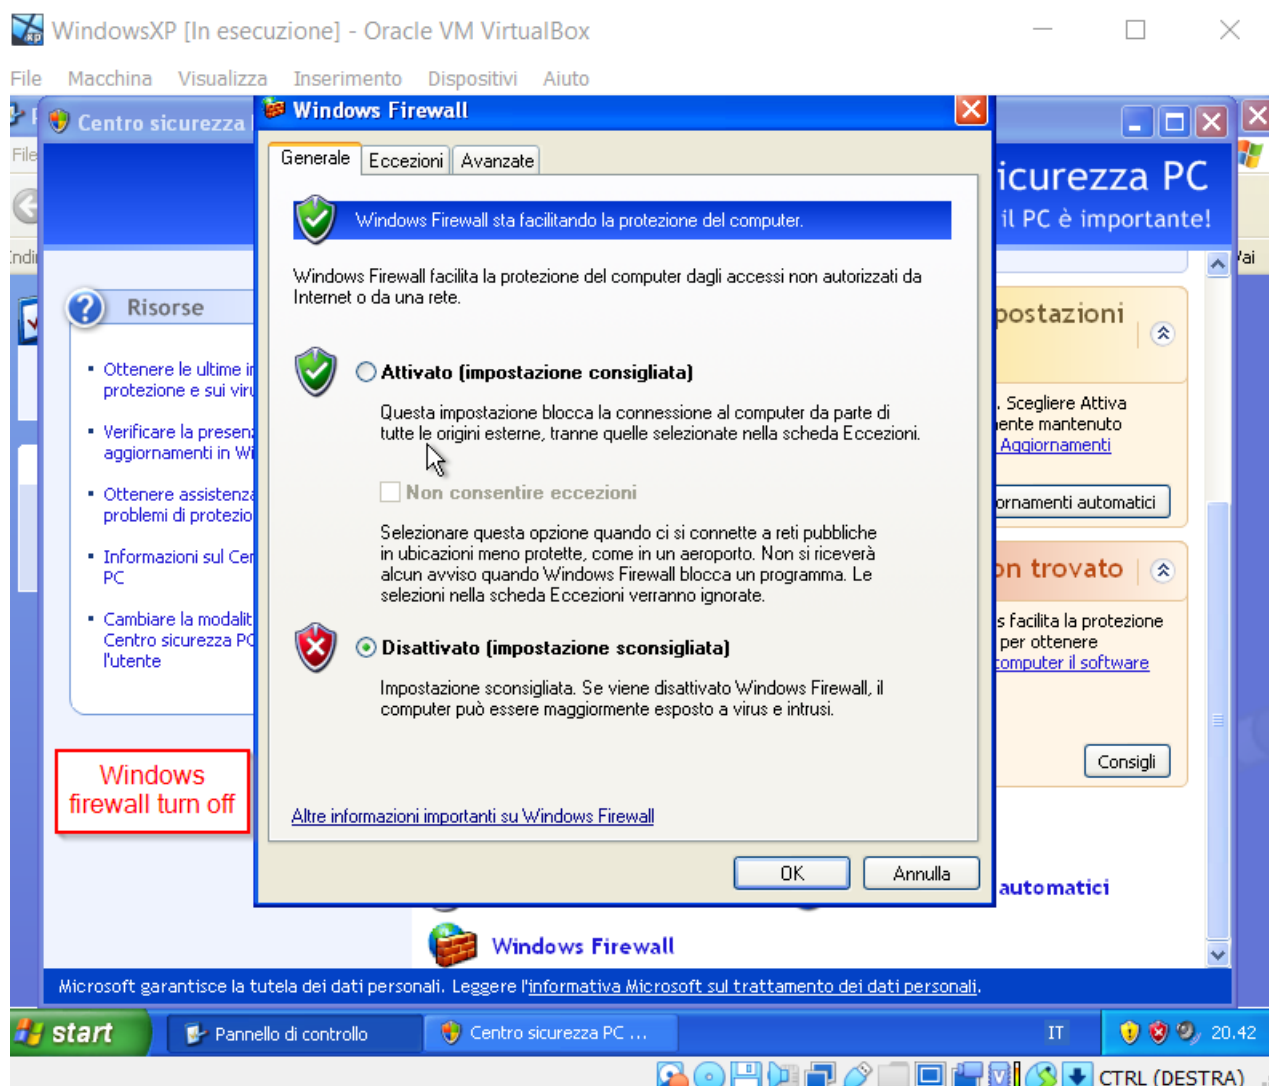 WindowsXP [In esecuzione] - Oracle VM VirtualBox
File Macchina Visualizza Inserimento Dispositivi Aiuto
Centro sicurezza
Windows Firewall
File
Generale Eccezioni Avanzate
icurezza PC
il PC è importante!
Windows Firewall sta facilitando la protezione del computer.
Windows Firewall facilita la protezione del computer dagli accessi non autorizzati da
Internet o da una rete.
Risorse
Ottenere le ultime
protezione e sui
Verificare la
aggiornamenti in
Ottenere assistenza
problemi di
Informazioni sul
PC
Cambiare la
Centro sicurezza PC
l'utente
Attivato (impostazione consigliata)
Questa impostazione blocca la connessione al computer da parte di
tutte le origini esterne, tranne quelle selezionate nella scheda Eccezioni.
Non consentire eccezioni
Selezionare questa opzione quando ci si connette a reti pubbliche
in ubicazioni meno protette, come in un aeroporto. Non si riceverà
alcun avviso quando Windows Firewall blocca un programma. Le
selezioni nella scheda Eccezioni verranno ignorate.
Disattivato (impostazione sconsigliata)
Impostazione sconsigliata. Se viene disattivato Windows Firewall, il
computer può essere maggiormente esposto a virus e intrusi.
Altre informazioni importanti su Windows Firewall
OK Annulla
postazioni
. Scegliere Attiva
mantenuto
Aggiornamenti
ornamenti automatici
on trovato
s facilita la protezione
per ottenere
computer il software
Consigli
Windows
firewall turn off
automatici
Windows Firewall
Microsoft garantisce la tutela dei dati personali. Leggere l'informativa Microsoft sul trattamento dei dati personali.
start Pannello di controllo Centro sicurezza PC ... IT 20.42
CTRL (DESTRA)